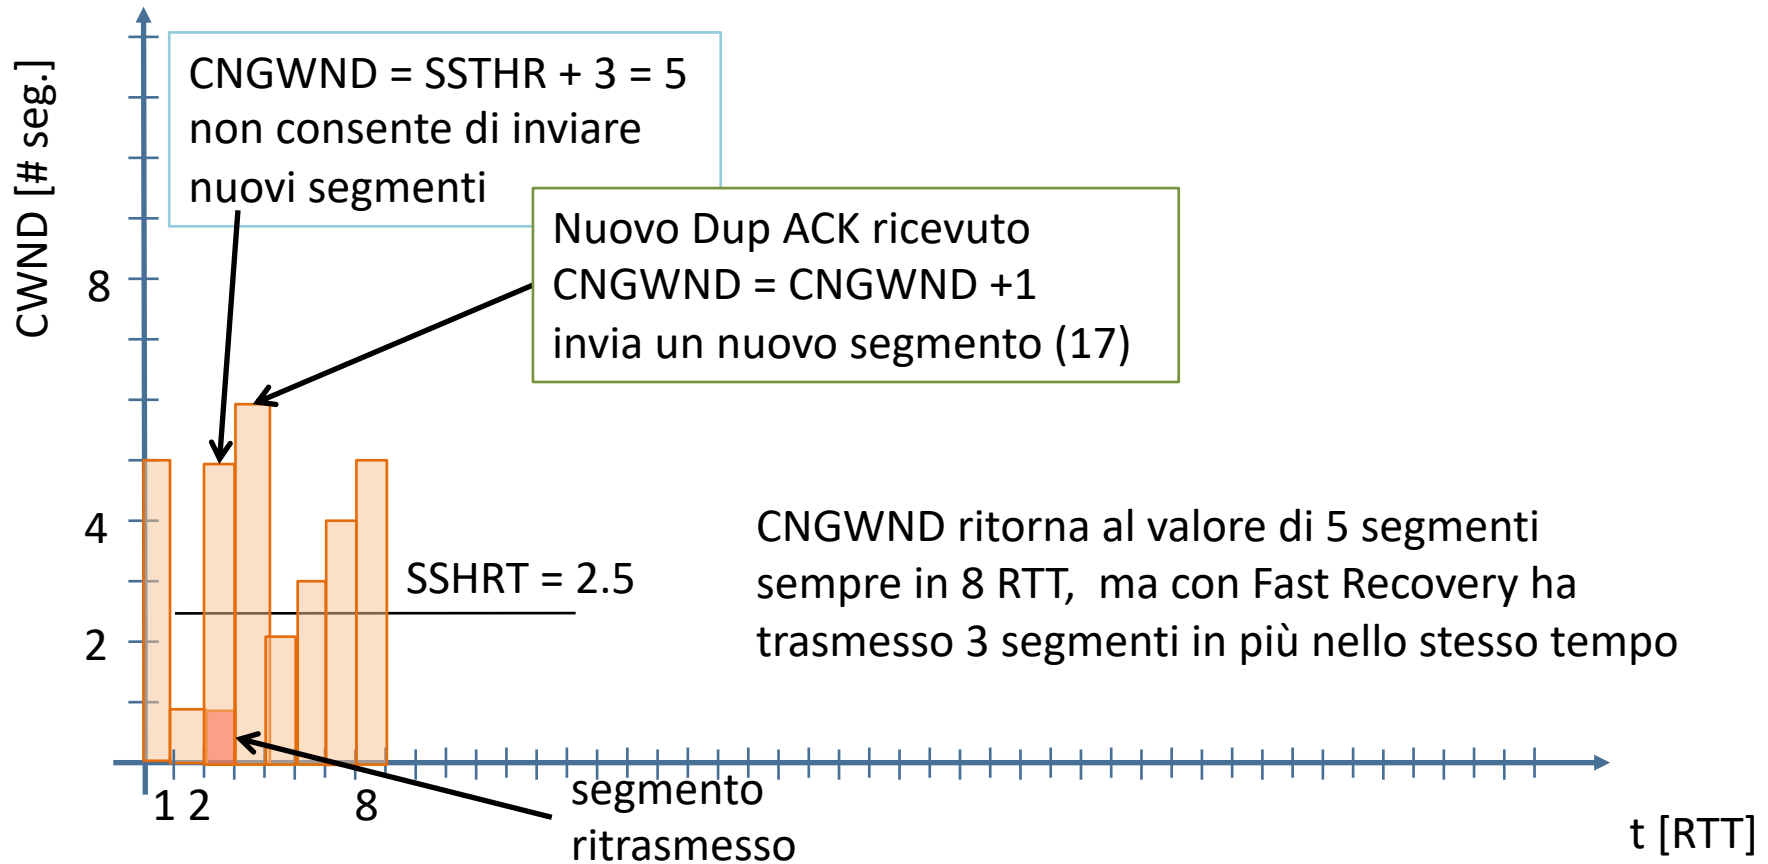 CWND [# seg.]
CNGWND = SSTHR + 3 = 5
non consente di inviare
nuovi segmenti
Nuovo Dup ACK ricevuto
CNGWND = CNGWND +1
invia un nuovo segmento (17)
8
4
2
SSHRT = 2.5
CNGWND ritorna al valore di 5 segmenti
sempre in 8 RTT, ma con Fast Recovery ha
trasmesso 3 segmenti in più nello stesso tempo
1 2
8
segmento
ritrasmesso
t [RTT]